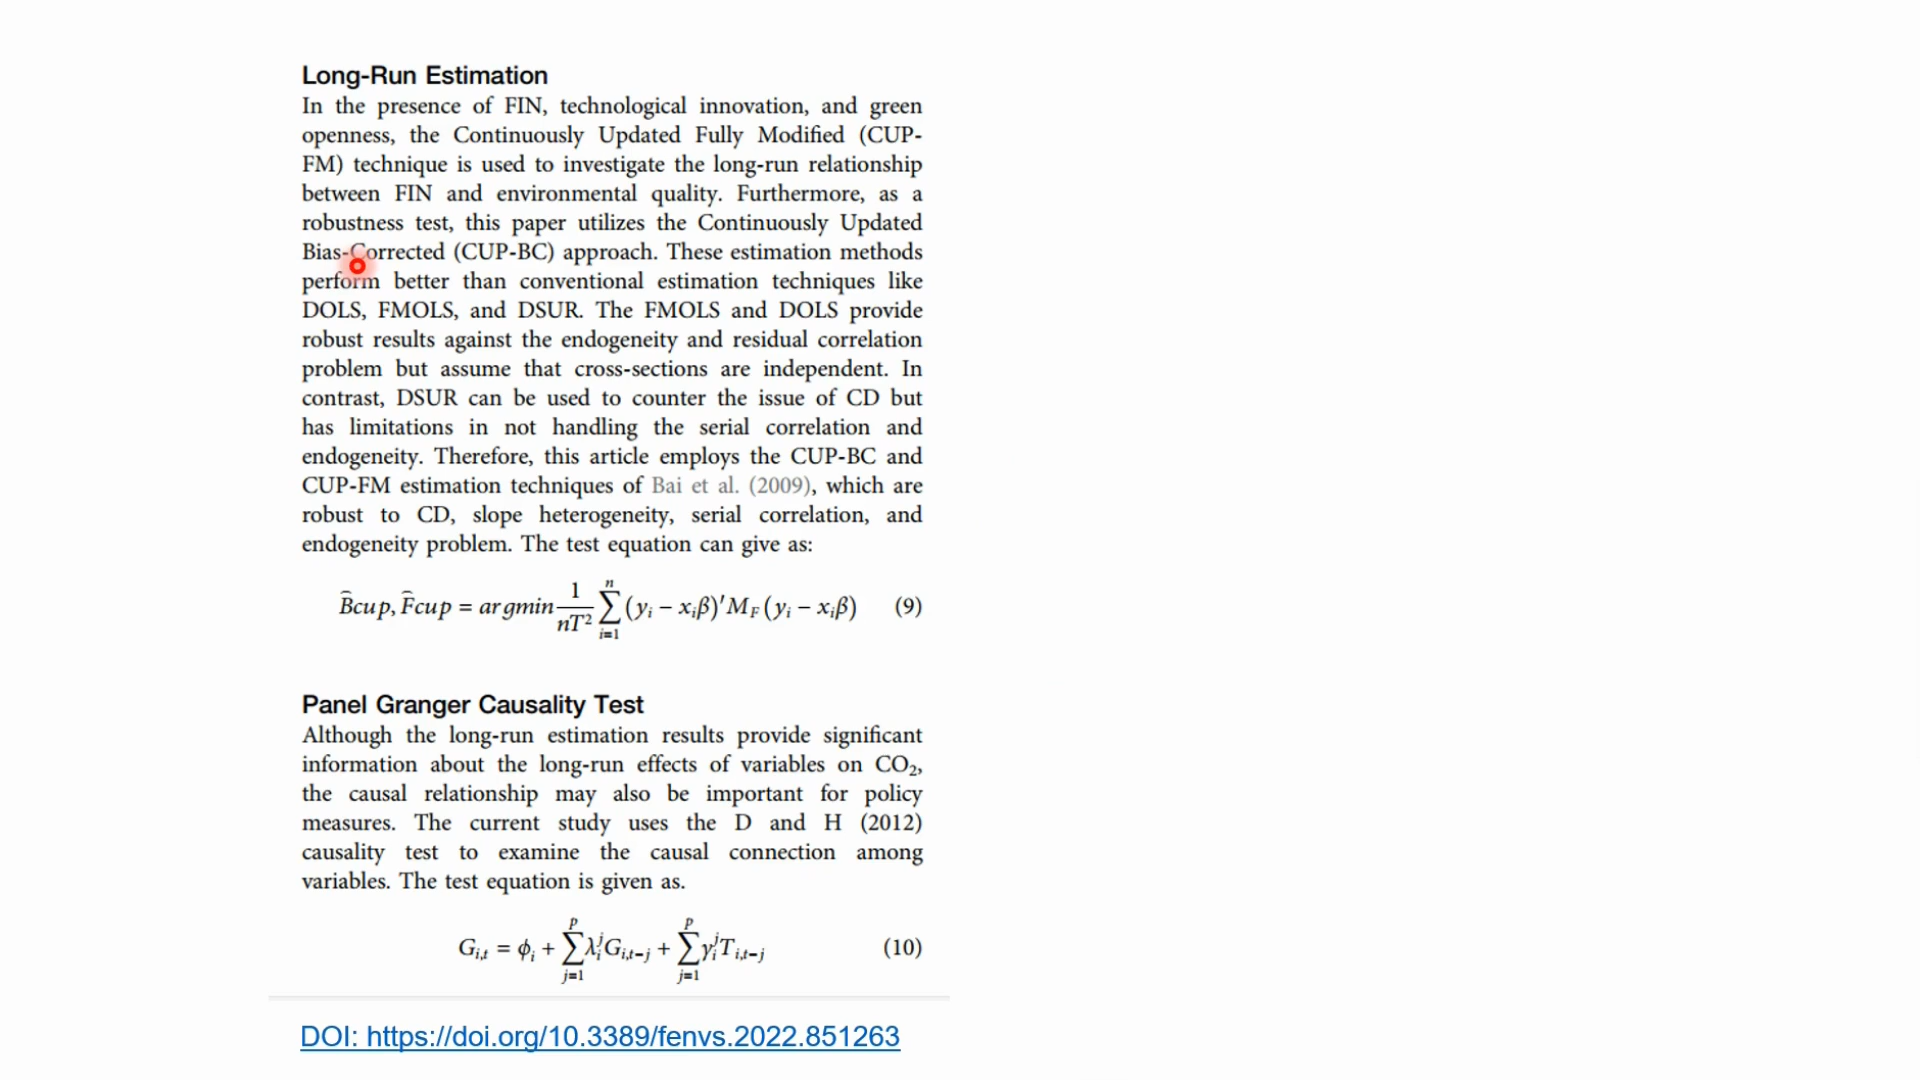 Long-Run Estimation
In the presence of FIN, technological innovation, and green
openness, the Continuously Updated Fully Modified (CUP-
FM) technique is used to investigate the long-run relationship
between FIN and environmental quality. Furthermore, as a
robustness test, this paper utilizes the Continuously Updated
Bias-Corrected (CUP-BC) approach. These estimation methods
perform better than conventional estimation techniques like
DOLS, FMOLS, and DSUR. The FMOLS and DOLS provide
robust results against the endogeneity and residual correlation
problem but assume that cross-sections are independent. In
contrast, DSUR can be used to counter the issue of CD but
has limitations in not handling the serial correlation and
endogeneity. Therefore, this article employs the CUP-BC and
CUP-FM estimation techniques of Bai et al. (2009), which are
robust to CD, slope heterogeneity, serial correlation, and
endogeneity problem. The test equation can give as:
B̂cup, F̂cup = argmin 1/nT² ∑ⁿᵢ₌₁ (yᵢ − xᵢβ)′M_F (yᵢ − xᵢβ) (9)
Panel Granger Causality Test
Although the long-run estimation results provide significant
information about the long-run effects of variables on CO₂,
the causal relationship may also be important for policy
measures. The current study uses the D and H (2012)
causality test to examine the causal connection among
variables. The test equation is given as.
G_{i,t} = ϕ_i + ∑_{j=1}^{p} λ_i^j G_{i,t−j} + ∑_{j=1}^{p} γ_i^j T_{i,t−j} (10)
DOI: https://doi.org/10.3389/fenvs.2022.851263